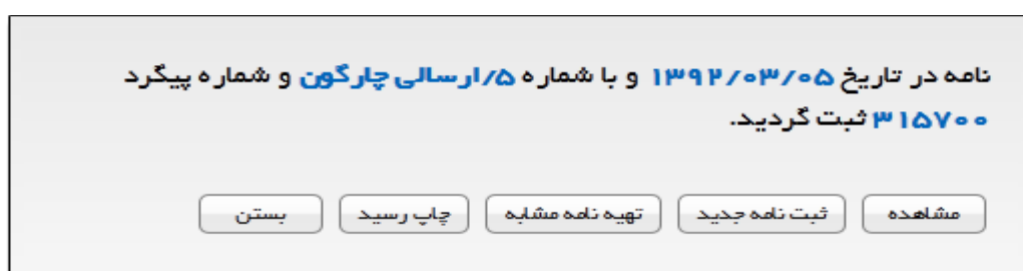 نامه در تاریخ ۱۳۹۲/۰۳/۰۵ و با شماره ۵/ارسالی چارگون و شماره پیگرد
۳۱۵۷۰۰ ثبت گردید.
مشاهده ثبت نامه جدید تهیه نامه مشابه چاپ رسید بستن